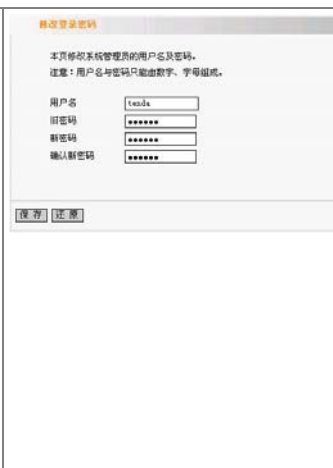 修改登录密码
本页修改系统管理员的用户名及密码。
注意：用户名与密码只能由数字、字母组成。
用户名 tenda
旧密码 ●●●●●●
新密码 ●●●●●●
确认新密码 ●●●●●●
保存 还原